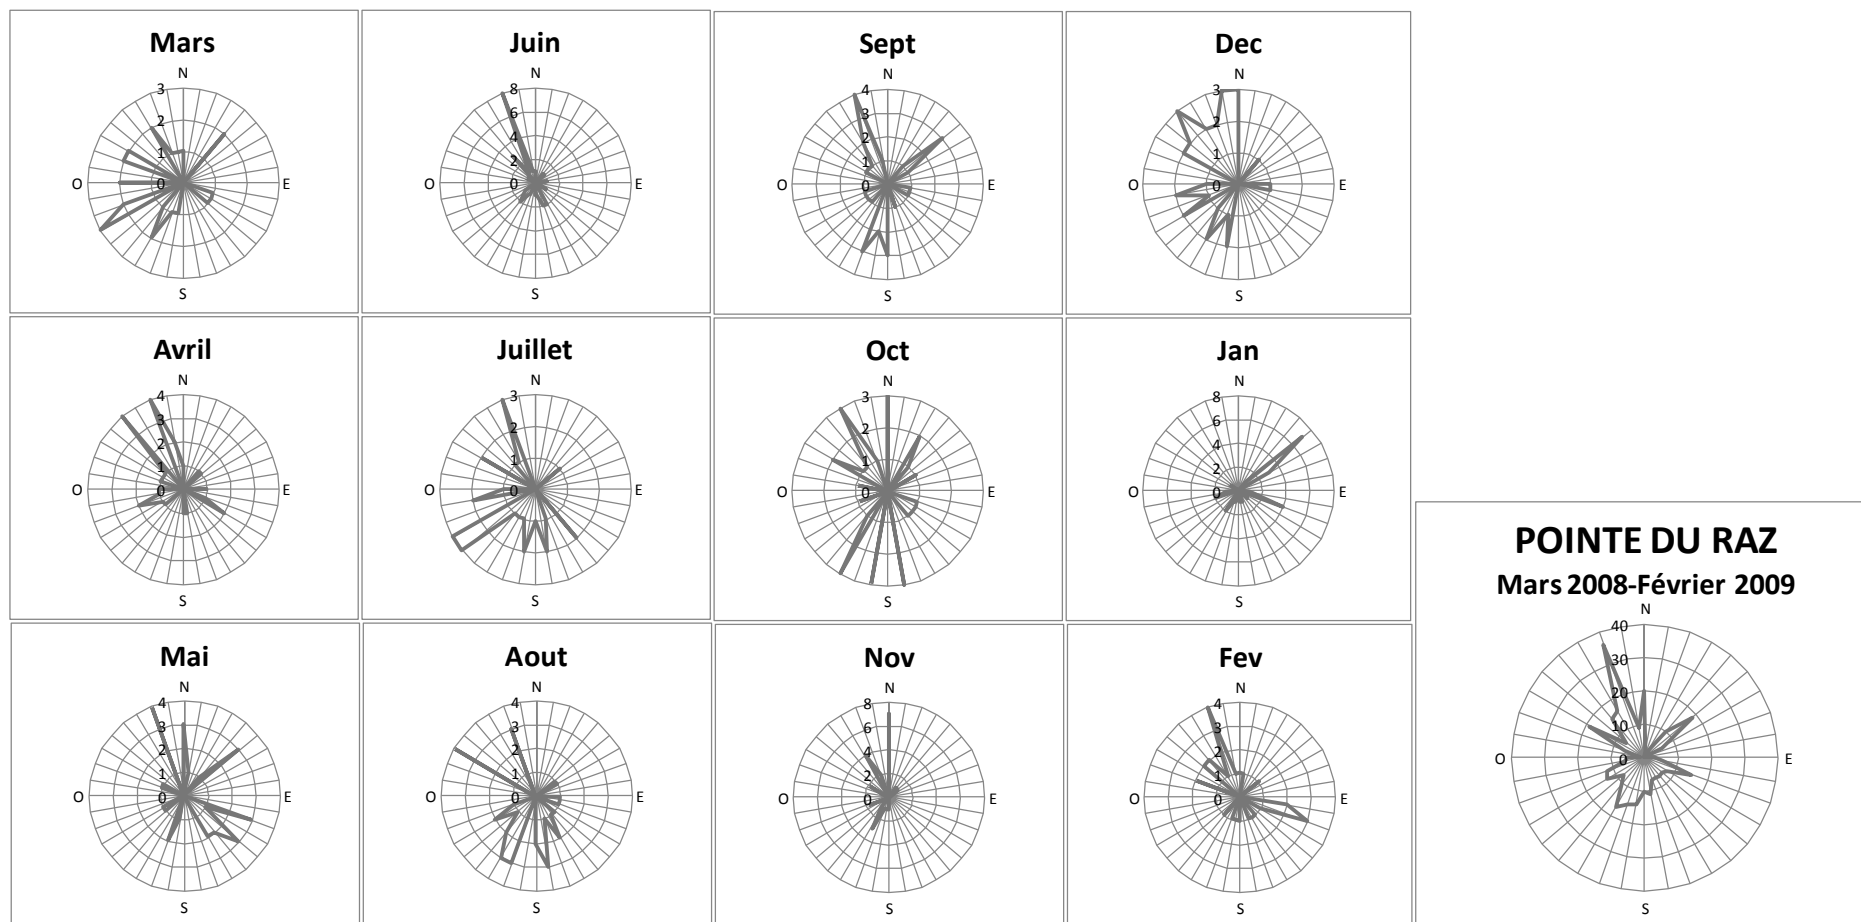 Mars
N
3
2
1
0
O
E
S
Juin
N
8
6
4
2
0
O
E
S
Sept
N
4
3
2
1
0
O
E
S
Dec
N
3
2
1
0
O
E
S
Avril
N
4
3
2
1
0
O
E
S
Juillet
N
3
2
1
0
O
E
S
Oct
N
3
2
1
0
O
E
S
Jan
N
8
6
4
2
0
O
E
S
Mai
N
4
3
2
1
0
O
E
S
Aout
N
4
3
2
1
0
O
E
S
Nov
N
8
6
4
2
0
O
E
S
Fev
N
4
3
2
1
0
O
E
S
POINTE DU RAZ
Mars 2008-Février 2009
N
40
30
20
10
0
O
E
S